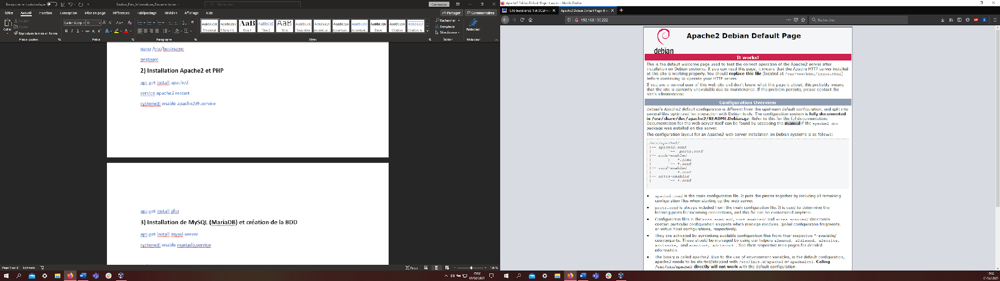 Enregistrement automatique
Gestion_Parc_Informatique_Documentation
Rechercher
Connexion
Fichier Accueil Insertion Conception Mise en page Références Publipostage Révision Affichage Aide
Partager Commentaires
Coller
Couper
Copier
Reproduire la mise en forme
Presse-papiers
Calibri (Corp 11
G I S
Police
Paragraphe
AaBbCcDc AaBbCcDc AaB AaBbCcD AaB AaBbCcD AaBbCcDc AaBbCcDc AaBbCcDc AaBbCcDc AaBbCcDc AaBbCcDc
¶ Normal ¶ Sans int... Titre 1 Titre 2 Titre Sous-titre Accentuat... Accentuat... Accentuat... Élevé Citation Citation in...
Styles
Rechercher
Remplacer
Sélectionner
Édition
Rédacteur
Rédacteur
nano /etc/hostname
gestparc
2) Installation Apache2 et PHP
apt-get install apache2
service apache2 restart
systemctl enable apache2@.service
apt-get install php
3) Installation de MySQL (MariaDB) et création de la BDD
apt-get install mysql-server
systemctl enable mariadb.service
Page 1 sur 8 654 mots
Focus
136 %
15:02
01/02/2021
Apache2 Debian Default Page: It works - Mozilla Firefox
TUTO Installer GLPI et OCSInven
Apache2 Debian Default Page: It wo
192.168.100.222
Rechercher
debian
Apache2 Debian Default Page
It works!
This is the default welcome page used to test the correct operation of the Apache2 server after
installation on Debian systems. If you can read this page, it means that the Apache HTTP server installed
at this site is working properly. You should replace this file (located at /var/www/html/index.html)
before continuing to operate your HTTP server.
If you are a normal user of this web site and don't know what this page is about, this probably means
that the site is currently unavailable due to maintenance. If the problem persists, please contact the
site's administrator.
Configuration Overview
Debian's Apache2 default configuration is different from the upstream default configuration, and split into
several files optimized for interaction with Debian tools. The configuration system is fully documented
in /usr/share/doc/apache2/README.Debian.gz. Refer to this for the full documentation.
Documentation for the web server itself can be found by accessing the manual if the apache2-doc
package was installed on this server.
The configuration layout for an Apache2 web server installation on Debian systems is as follows:
/etc/apache2/
|-- apache2.conf
| `-- ports.conf
|-- mods-enabled
| |-- *.load
| `-- *.conf
|-- conf-enabled
| `-- *.conf
|-- sites-enabled
| `-- *.conf
• apache2.conf is the main configuration file. It puts the pieces together by including all remaining
configuration files when starting up the web server.
• ports.conf is always included from the main configuration file. It is used to determine the
listening ports for incoming connections, and this file can be customized anytime.
• Configuration files in the mods-enabled/, conf-enabled/ and sites-enabled/ directories
contain particular configuration snippets which manage modules, global configuration fragments,
or virtual host configurations, respectively.
• They are activated by symlinking available configuration files from their respective *-available/
counterparts. These should be managed by using our helpers a2enmod, a2dismod, a2ensite,
a2dissite, and a2enconf, a2disconf . See their respective man pages for detailed
information.
• The binary is called apache2. Due to the use of environment variables, in the default configuration,
apache2 needs to be started/stopped with /etc/init.d/apache2 or apache2ctl. Calling
/usr/bin/apache2 directly will not work with the default configuration.
15:02
01/02/2021